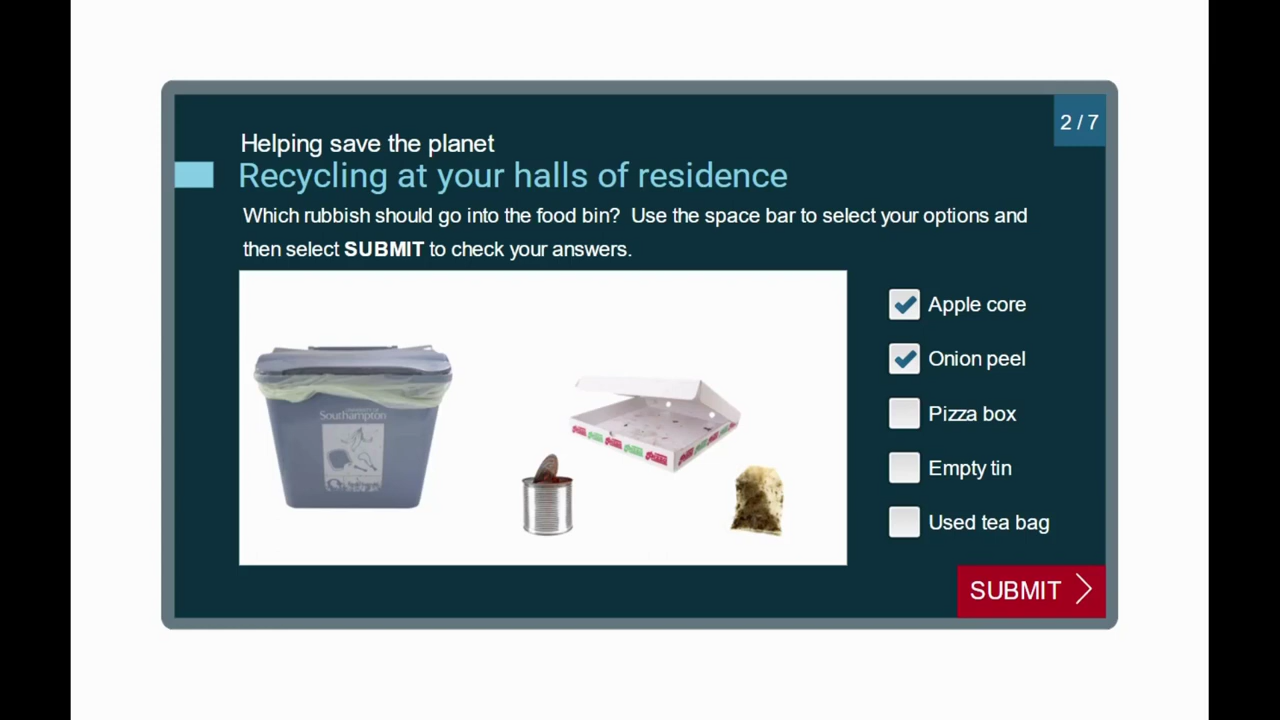 2 / 7
Helping save the planet
Recycling at your halls of residence
Which rubbish should go into the food bin? Use the space bar to select your options and
then select SUBMIT to check your answers.
UNIVERSITY OF
Southampton
Apple core
Onion peel
Pizza box
Empty tin
Used tea bag
SUBMIT